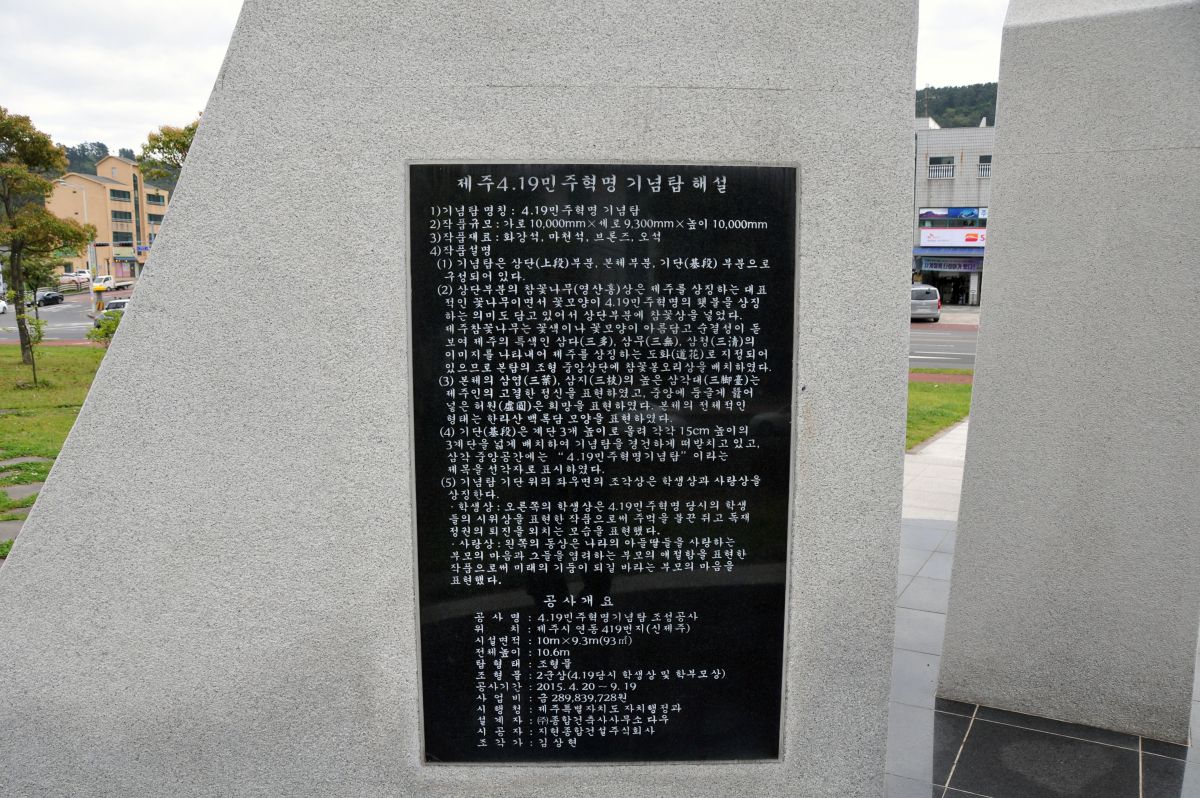 제주4.19민주혁명 기념탑 해설
1)기념탑 명칭 : 4.19민주혁명 기념탑
2)작품규모 : 가로 10,000mm×세로 9,300mm×높이 10,000mm
3)작품재료 : 화강석, 마천석, 브론즈, 오석
4)작품설명
(1) 기념탑은 상단(上段)부분, 본체부분, 기단(基段) 부분으로
구성되어 있다.
(2) 상단부분의 참꽃나무(영산홍)상은 제주를 상징하는 대표
적인 꽃나무이면서 꽃모양이 4.19민주혁명의 횃불을 상징
하는 의미도 담고 있어서 상단부분에 참꽃상을 넣었다.
제주참꽃나무는 꽃색이나 꽃모양이 아름답고 순결성이 돋
보여 제주의 특색인 삼다(三多), 삼무(三無), 삼청(三淸)의
이미지를 나타내어 제주를 상징하는 도화(道花)로 지정되어
있으므로 본탑의 조형 중앙상단에 참꽃봉오리상을 배치하였다.
(3) 본체의 삼엽(三葉), 삼지(三枝)의 높은 삼각대(三脚臺)는
제주인의 고결한 정신을 표현하였고, 중앙에 둥글게 뚫어
넣은 허원(虛圓)은 희망을 표현하였다. 본체의 전체적인
형태는 한라산 백록담 모양을 표현하였다.
(4) 기단(基段)은 계단 3개 높이로 올려 각각 15cm 높이의
3계단을 넓게 배치하여 기념탑을 경건하게 떠받치고 있고,
삼각 중앙공간에는 "4.19민주혁명기념탑" 이라는
제목을 선각자로 표시하였다.
(5) 기념탑 기단 위의 좌우면의 조각상은 학생상과 사랑상을
상징한다.
· 학생상 : 오른쪽의 학생상은 4.19민주혁명 당시의 학생
들의 시위상을 표현한 작품으로써 주먹을 불끈 쥐고 독재
정권의 퇴진을 외치는 모습을 표현했다.
· 사랑상 : 왼쪽의 동상은 나라의 아들딸들을 사랑하는
부모의 마음과 그들을 염려하는 부모의 애절함을 표현한
작품으로써 미래의 기둥이 되길 바라는 부모의 마음을
표현했다.
공사개요
공 사 명 : 4.19민주혁명기념탑 조성공사
위 치 : 제주시 연동 419번지(신제주)
시설면적 : 10m×9.3m(93㎡)
전체높이 : 10.6m
탑 형 태 : 조형물
조 형 물 : 2군상(4.19당시 학생상 및 학부모상)
공사기간 : 2015. 4. 20 ~ 9. 19
사 업 비 : 금 289,839,728원
시 행 청 : 제주특별자치도 자치행정과
설 계 자 : ㈜종합건축사사무소 다우
시 공 자 : 지현종합건설주식회사
조 각 가 : 김상현